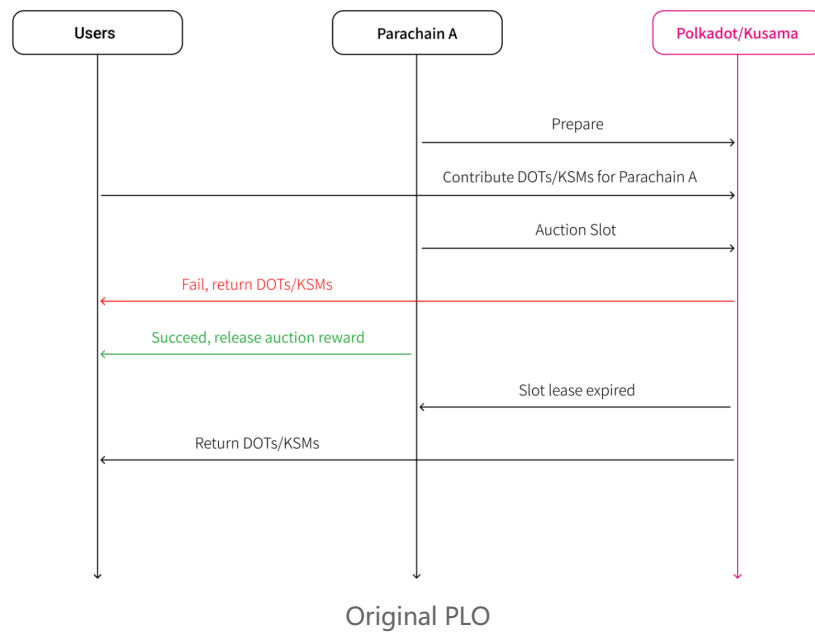 Users
Parachain A
Polkadot/Kusama
Prepare
Contribute DOTs/KSMs for Parachain A
Auction Slot
Fail, return DOTs/KSMs
Succeed, release auction reward
Slot lease expired
Return DOTs/KSMs
Original PLO